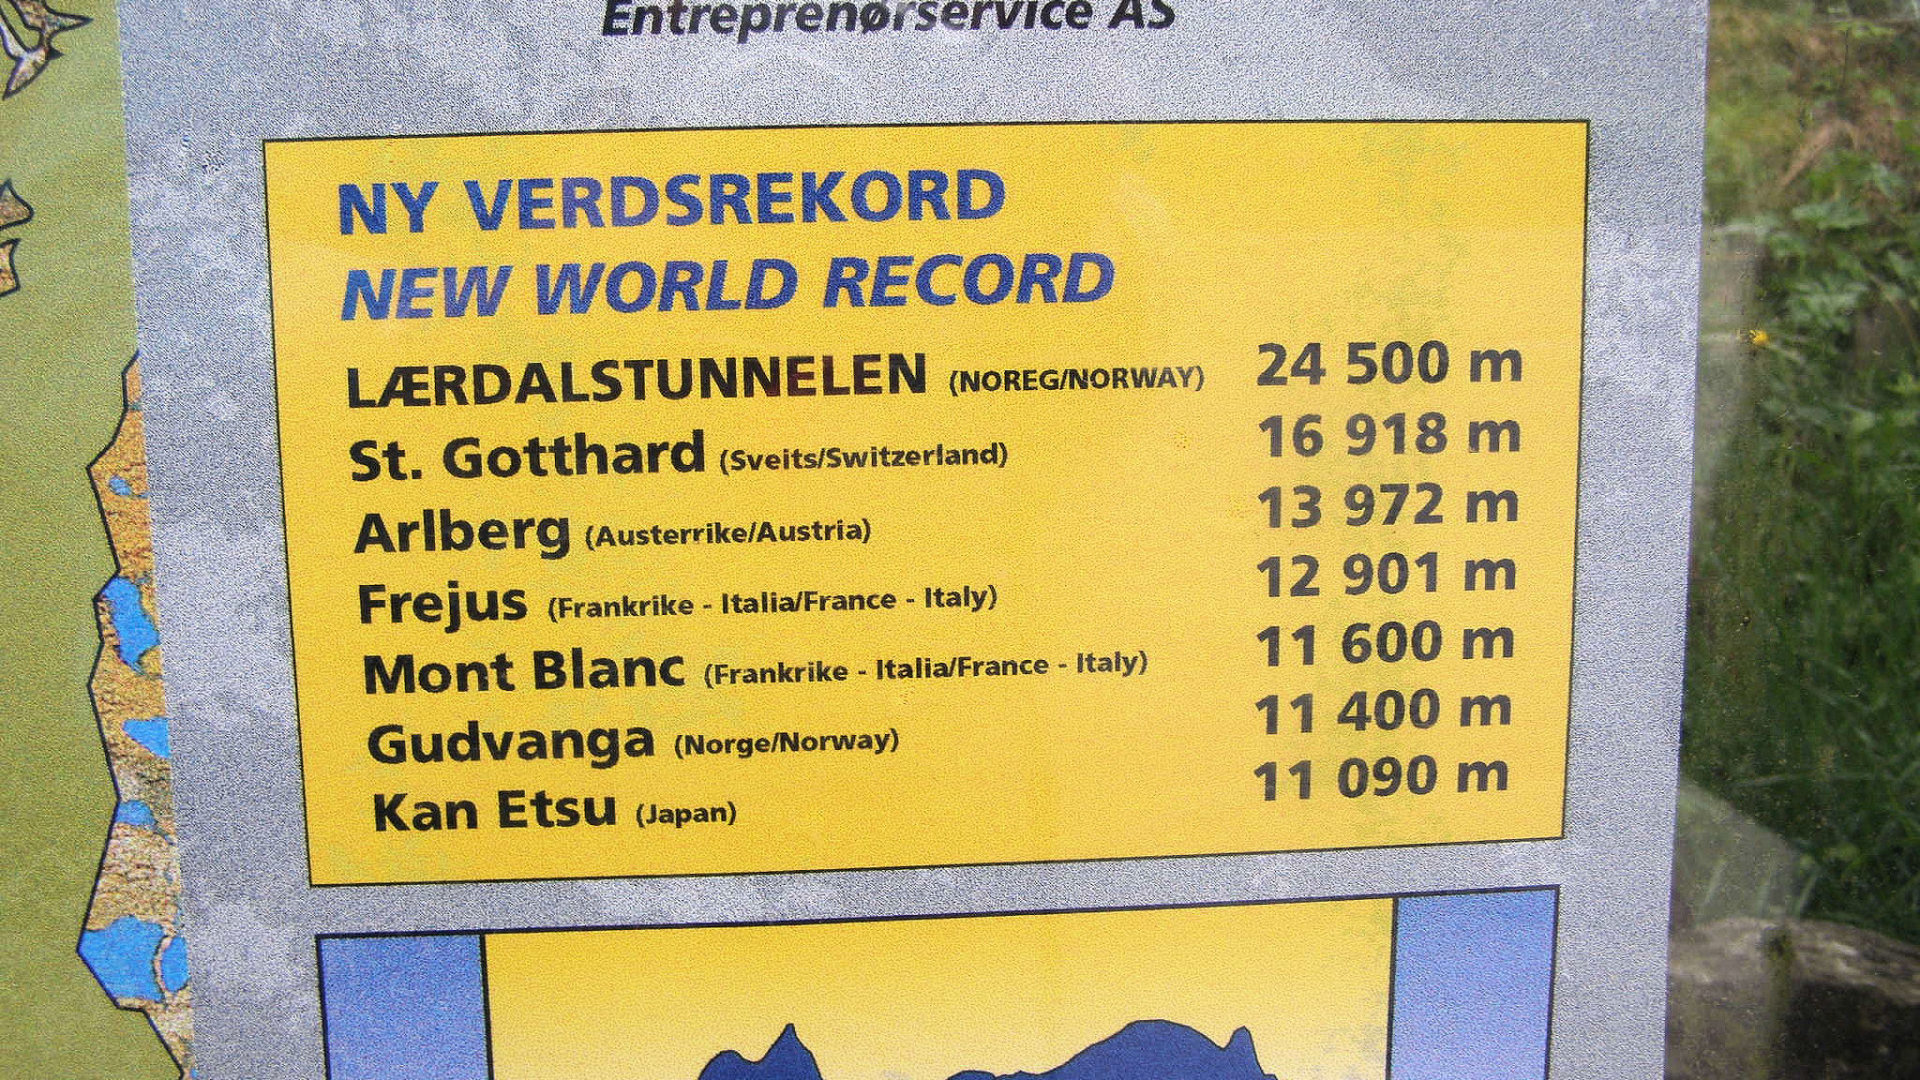 Entreprenørservice AS
NY VERDSREKORD
NEW WORLD RECORD
LÆRDALSTUNNELEN (NOREG/NORWAY) 24 500 m
St. Gotthard (Sveits/Switzerland) 16 918 m
Arlberg (Austerrike/Austria) 13 972 m
Frejus (Frankrike - Italia/France - Italy) 12 901 m
Mont Blanc (Frankrike - Italia/France - Italy) 11 600 m
Gudvanga (Norge/Norway) 11 400 m
Kan Etsu (Japan) 11 090 m